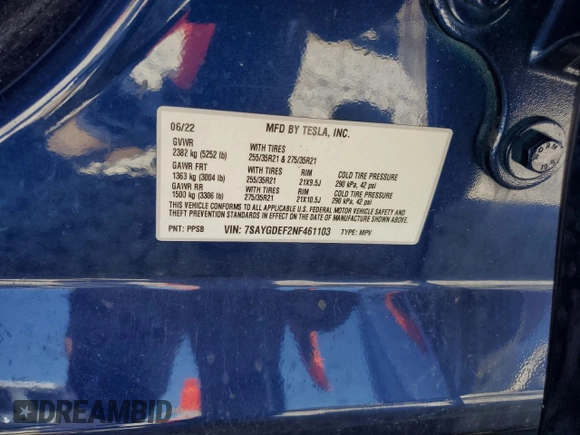 06/22 MFD BY TESLA, INC.
GVWR WITH TIRES
2382 kg (5252 lb) 255/35R21 & 275/35R21
GAWR FRT WITH TIRES RIM COLD TIRE PRESSURE
1363 kg (3004 lb) 255/35R21 21X9.5J 290 kPa, 42 psi
GAWR RR WITH TIRES RIM COLD TIRE PRESSURE
1500 kg (3306 lb) 275/35R21 21X10.5J 290 kPa, 42 psi
THIS VEHICLE CONFORMS TO ALL APPLICABLE U.S. FEDERAL MOTOR VEHICLE SAFETY AND
THEFT PREVENTION STANDARDS IN EFFECT ON THE DATE OF MANUFACTURE SHOWN ABOVE.
PNT: PPSB VIN: 7SAYGDEF2NF461103 TYPE: MPV
DREAMBID